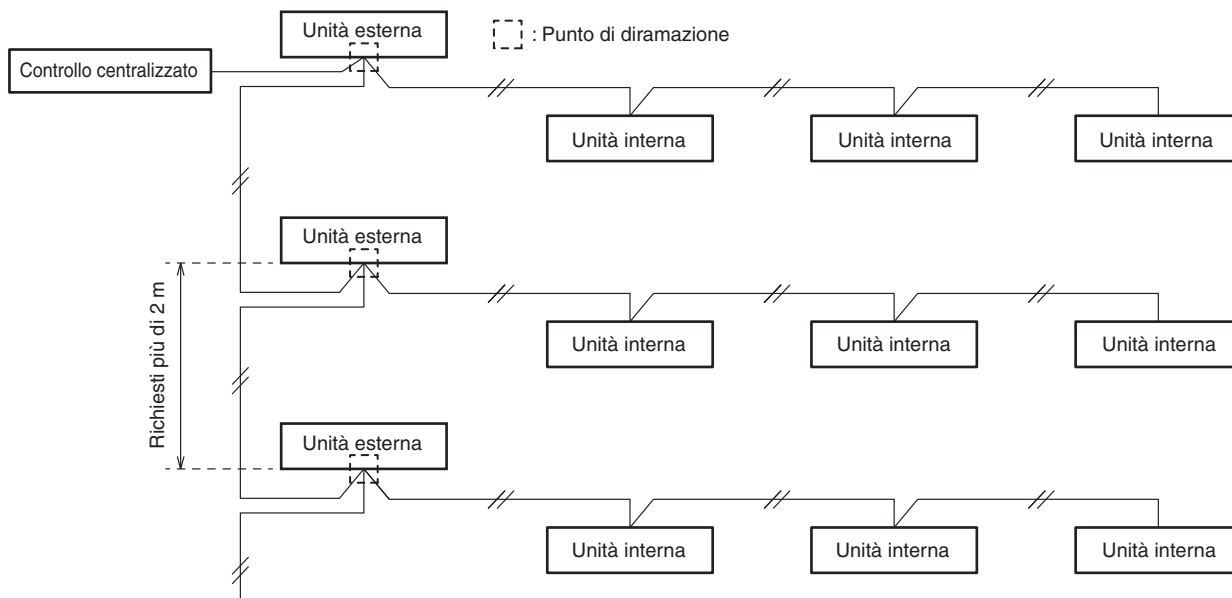 Unità esterna
: Punto di diramazione
Controllo centralizzato
Unità interna
Unità interna
Unità interna
Unità esterna
Richiesti più di 2 m
Unità interna
Unità interna
Unità interna
Unità esterna
Unità interna
Unità interna
Unità interna